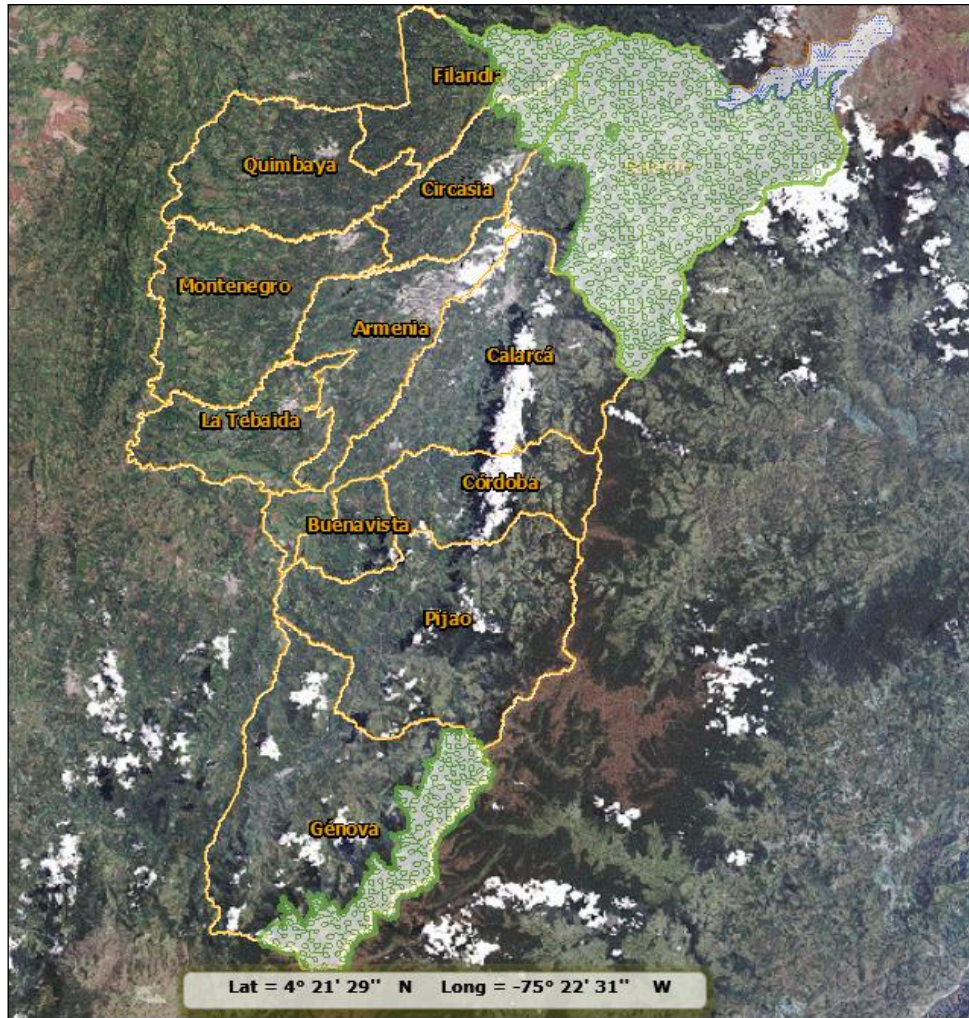 Filandia
Quimbaya
Circasia
Montenegro
Armenia
Calarcá
La Tebaida
Córdoba
Buenavista
Pijao
Génova
Lat = 4° 21' 29" N Long = -75° 22' 31" W